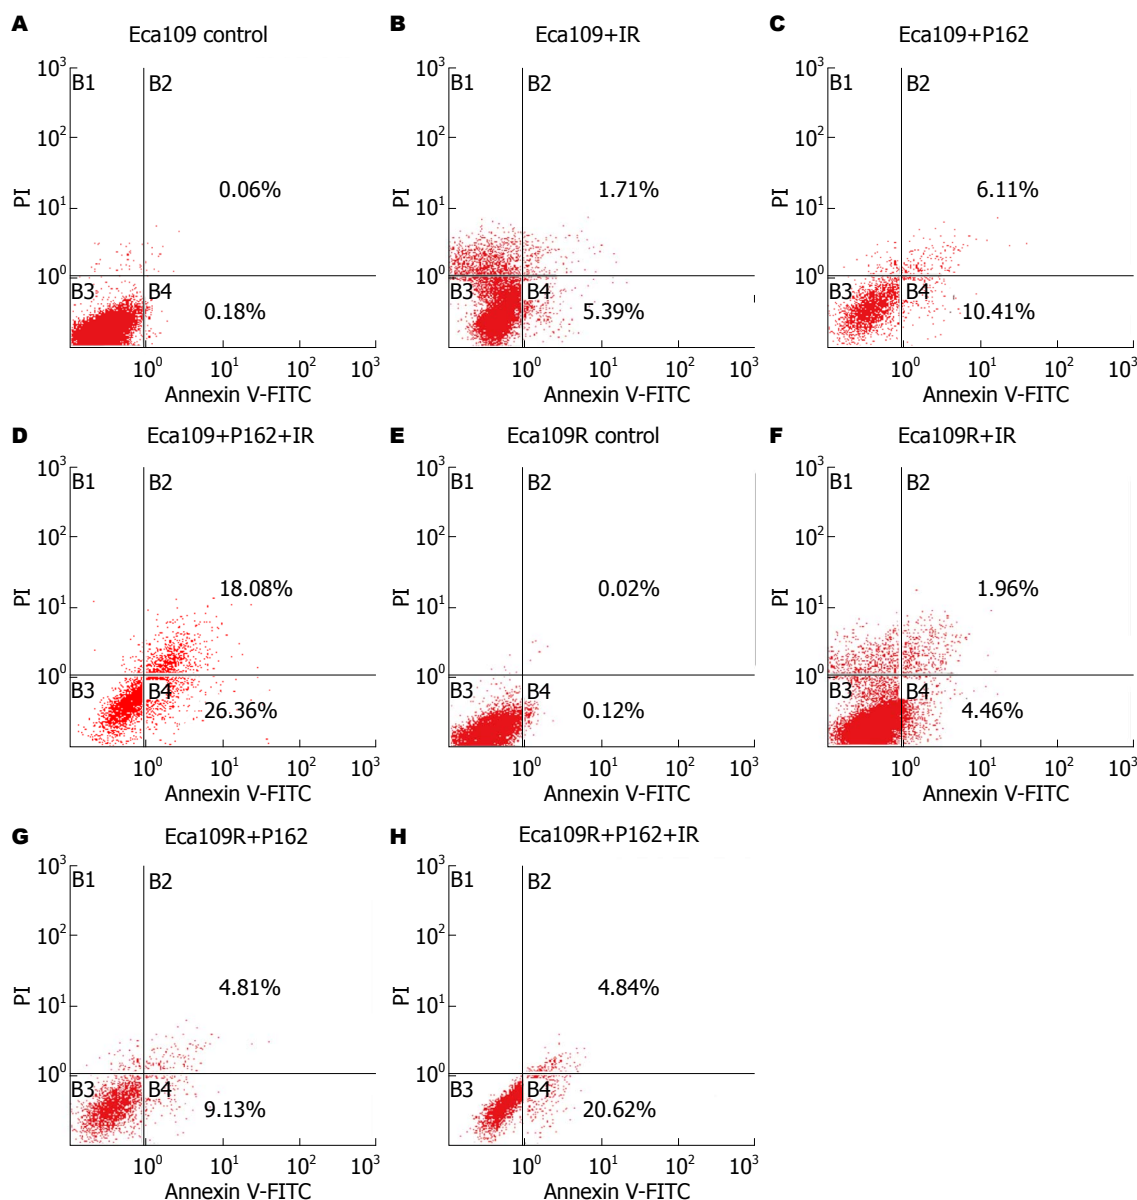 A
Eca109 control
10³
B1
B2
10²
0.06%
PI
10¹
10⁰
B3
B4
0.18%
10⁰ 10¹ 10² 10³
Annexin V-FITC
B
Eca109+IR
10³
B1
B2
10²
1.71%
PI
10¹
10⁰
B3
B4
5.39%
10⁰ 10¹ 10² 10³
Annexin V-FITC
C
Eca109+P162
10³
B1
B2
10²
6.11%
PI
10¹
10⁰
B3
B4
10.41%
10⁰ 10¹ 10² 10³
Annexin V-FITC
D
Eca109+P162+IR
10³
B1
B2
10²
18.08%
PI
10¹
10⁰
B3
B4
26.36%
10⁰ 10¹ 10² 10³
Annexin V-FITC
E
Eca109R control
10³
B1
B2
10²
0.02%
PI
10¹
10⁰
B3
B4
0.12%
10⁰ 10¹ 10² 10³
Annexin V-FITC
F
Eca109R+IR
10³
B1
B2
10²
1.96%
PI
10¹
10⁰
B3
B4
4.46%
10⁰ 10¹ 10² 10³
Annexin V-FITC
G
Eca109R+P162
10³
B1
B2
10²
4.81%
PI
10¹
10⁰
B3
B4
9.13%
10⁰ 10¹ 10² 10³
Annexin V-FITC
H
Eca109R+P162+IR
10³
B1
B2
10²
4.84%
PI
10¹
10⁰
B3
B4
20.62%
10⁰ 10¹ 10² 10³
Annexin V-FITC